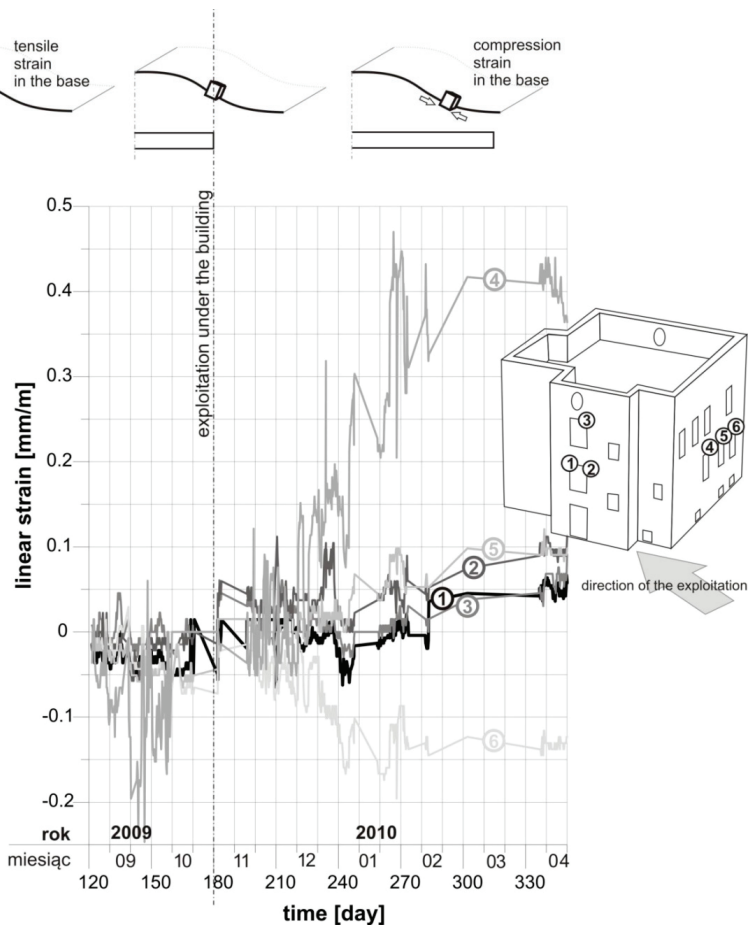 tensile
strain
in the base
compression
strain
in the base
exploitation under the building
0.5
0.4
0.3
0.2
0.1
0
-0.1
-0.2
linear strain [mm/m]
4
5
2
1
3
6
3
1
2
4
5
6
direction of the exploitation
rok 2009 2010
miesiąc 09 10 11 12 01 02 03 04
120 150 180 210 240 270 300 330
time [day]